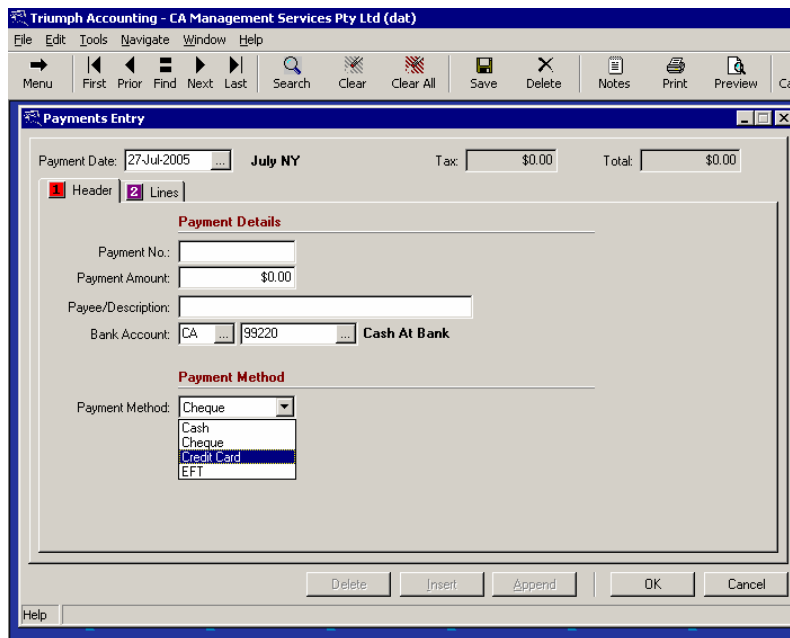 Triumph Accounting - CA Management Services Pty Ltd (dat)
File Edit Tools Navigate Window Help
Menu First Prior Find Next Last Search Clear Clear All Save Delete Notes Print Preview
Payments Entry
Payment Date: 27-Jul-2005 ... July NY Tax: $0.00 Total: $0.00
1 Header 2 Lines
Payment Details
Payment No.:
Payment Amount: $0.00
Payee/Description:
Bank Account: CA ... 99220 ... Cash At Bank
Payment Method
Payment Method: Cheque
Cash
Cheque
Credit Card
EFT
Delete Insert Append OK Cancel
Help